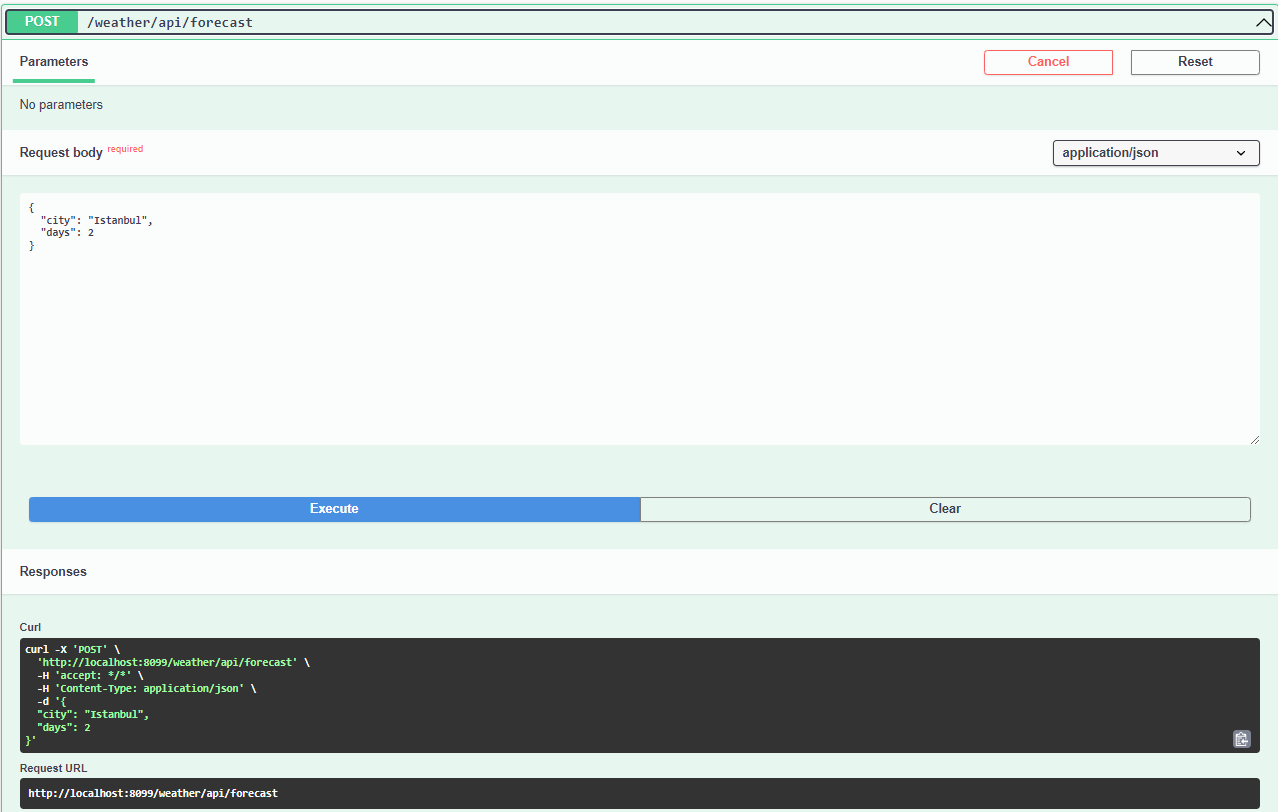 POST /weather/api/forecast
Parameters Cancel Reset
No parameters
Request body required application/json
{
  "city": "Istanbul",
  "days": 2
}
Execute Clear
Responses
Curl
curl -X 'POST' \
  'http://localhost:8099/weather/api/forecast' \
  -H 'accept: */*' \
  -H 'Content-Type: application/json' \
  -d '{
  "city": "Istanbul",
  "days": 2
}'
Request URL
http://localhost:8099/weather/api/forecast